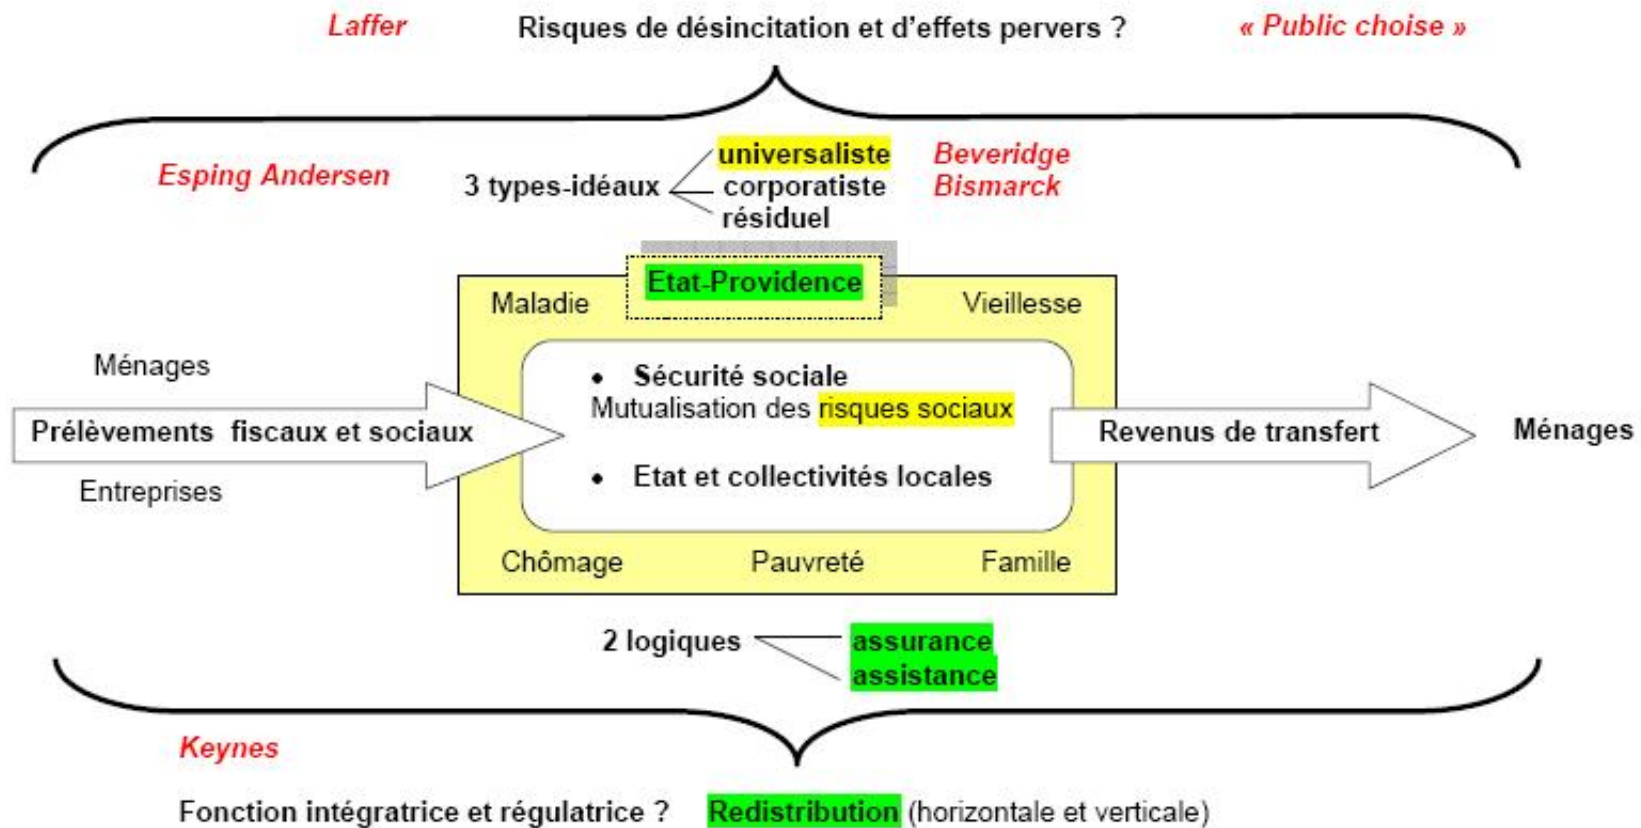 Laffer Risques de désincitation et d'effets pervers ? « Public choise »
Esping Andersen
3 types-idéaux
universaliste
corporatiste
résiduel
Beveridge
Bismarck
Etat-Providence
Maladie
Vieillesse
Ménages
Prélèvements fiscaux et sociaux
Entreprises
• Sécurité sociale
Mutualisation des risques sociaux
• Etat et collectivités locales
Revenus de transfert
Ménages
Chômage Pauvreté Famille
2 logiques
assurance
assistance
Keynes
Fonction intégratrice et régulatrice ? Redistribution (horizontale et verticale)